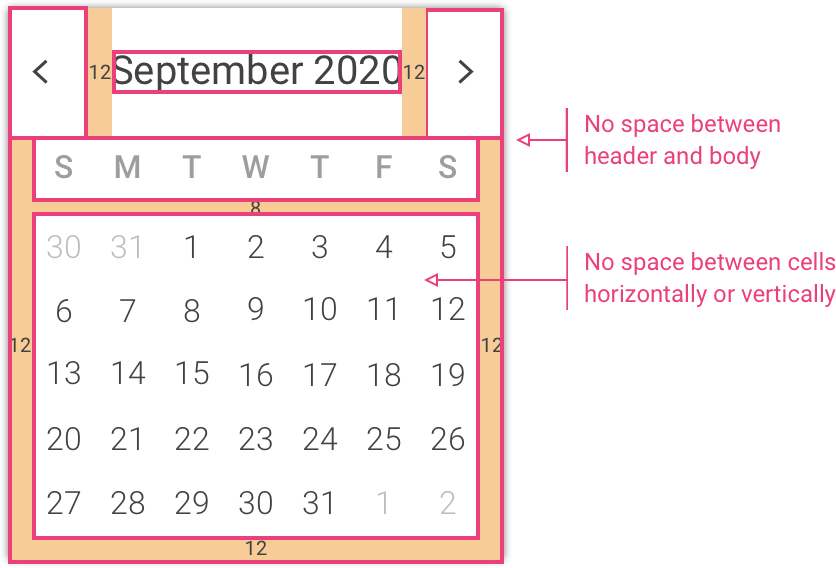 12 September 2020 12
No space between
header and body
S M T W T F S
8
30 31 1 2 3 4 5
No space between cells
horizontally or vertically
6 7 8 9 10 11 12
12 12
13 14 15 16 17 18 19
20 21 22 23 24 25 26
27 28 29 30 31 1 2
12